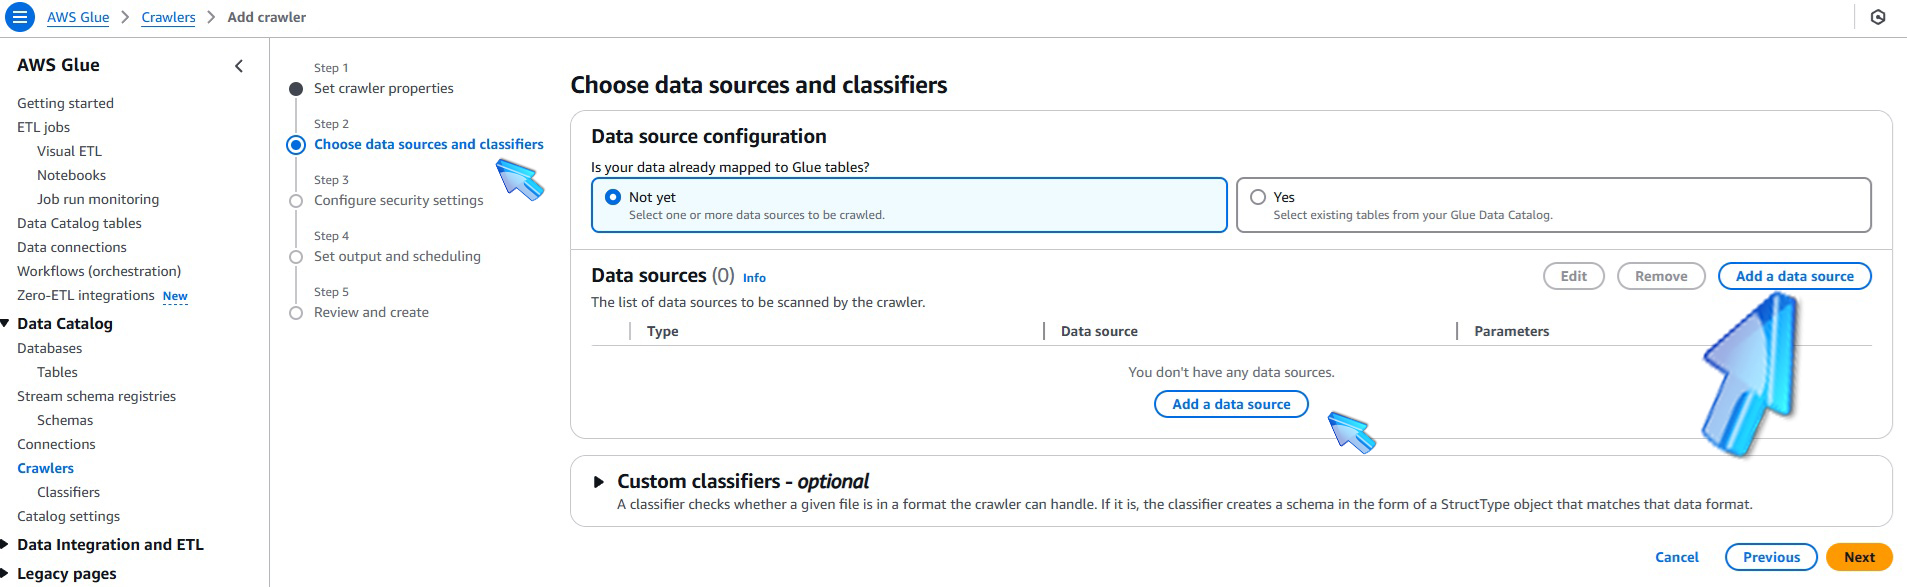 AWS Glue > Crawlers > Add crawler
AWS Glue
Getting started
ETL jobs
Visual ETL
Notebooks
Job run monitoring
Data Catalog tables
Data connections
Workflows (orchestration)
Zero-ETL integrations New
Data Catalog
Databases
Tables
Stream schema registries
Schemas
Connections
Crawlers
Classifiers
Catalog settings
Data Integration and ETL
Legacy pages
Step 1
Set crawler properties
Step 2
Choose data sources and classifiers
Step 3
Configure security settings
Step 4
Set output and scheduling
Step 5
Review and create
Choose data sources and classifiers
Data source configuration
Is your data already mapped to Glue tables?
Not yet
Select one or more data sources to be crawled.
Yes
Select existing tables from your Glue Data Catalog.
Data sources (0) Info
Edit Remove Add a data source
The list of data sources to be scanned by the crawler.
Type Data source Parameters
You don't have any data sources.
Add a data source
Custom classifiers - optional
A classifier checks whether a given file is in a format the crawler can handle. If it is, the classifier creates a schema in the form of a StructType object that matches that data format.
Cancel Previous Next